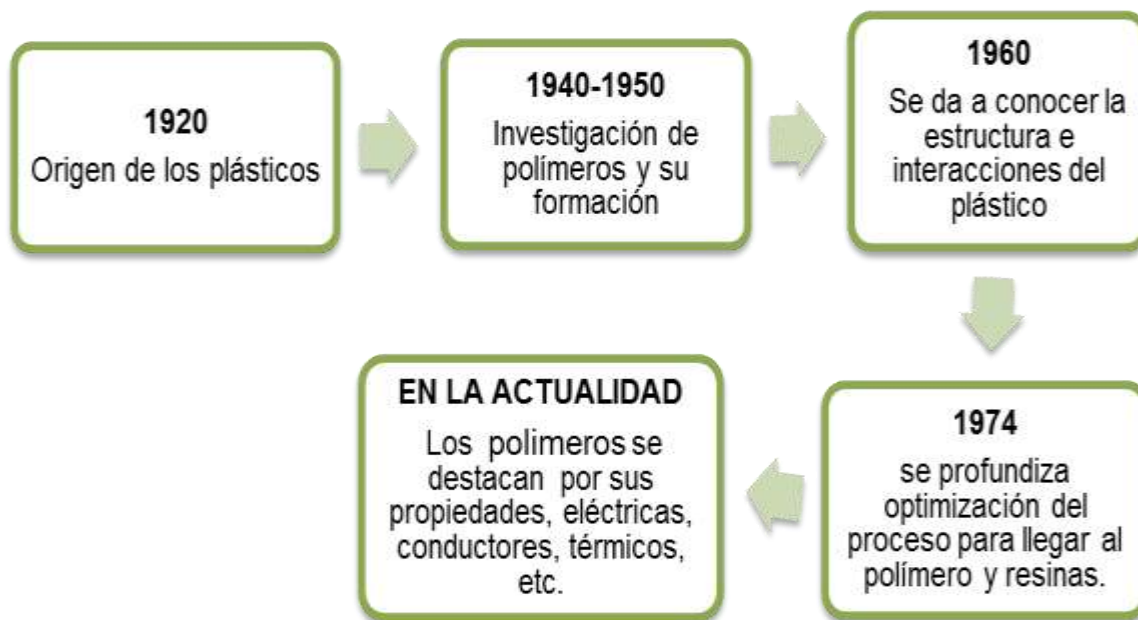 1920
Origen de los plásticos
1940-1950
Investigación de
polímeros y su
formación
1960
Se da a conocer la
estructura e
interacciones del
plástico
1974
se profundiza
optimización del
proceso para llegar al
polímero y resinas.
EN LA ACTUALIDAD
Los polimeros se
destacan por sus
propiedades, eléctricas,
conductores, térmicos,
etc.